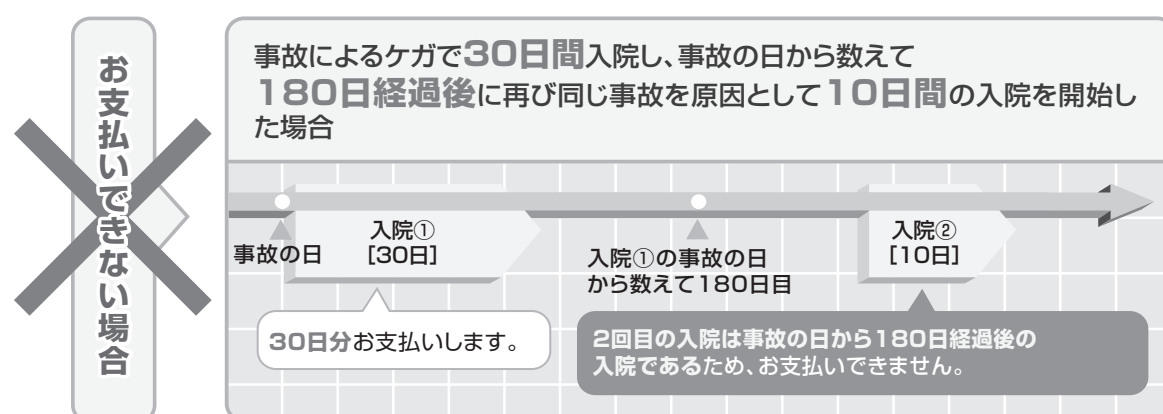 お支払いできない場合
事故によるケガで30日間入院し、事故の日から数えて
180日経過後に再び同じ事故を原因として10日間の入院を開始し
た場合
事故の日
入院①
[30日]
入院①の事故の日
から数えて180日目
入院②
[10日]
30日分お支払いします。
2回目の入院は事故の日から180日経過後の
入院であるため、お支払いできません。